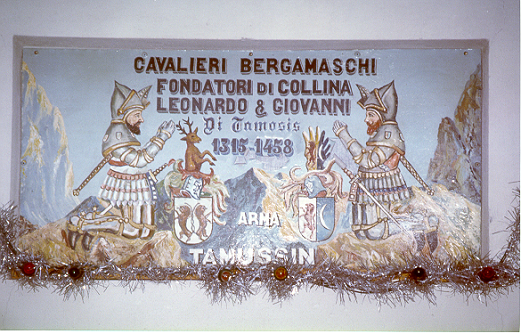 CAVALIERI BERGAMASCHI
FONDATORI DI COLLINA
LEONARDO & GIOVANNI
Di Tamosis
1315-1458
ARMA
TAMUSSIN